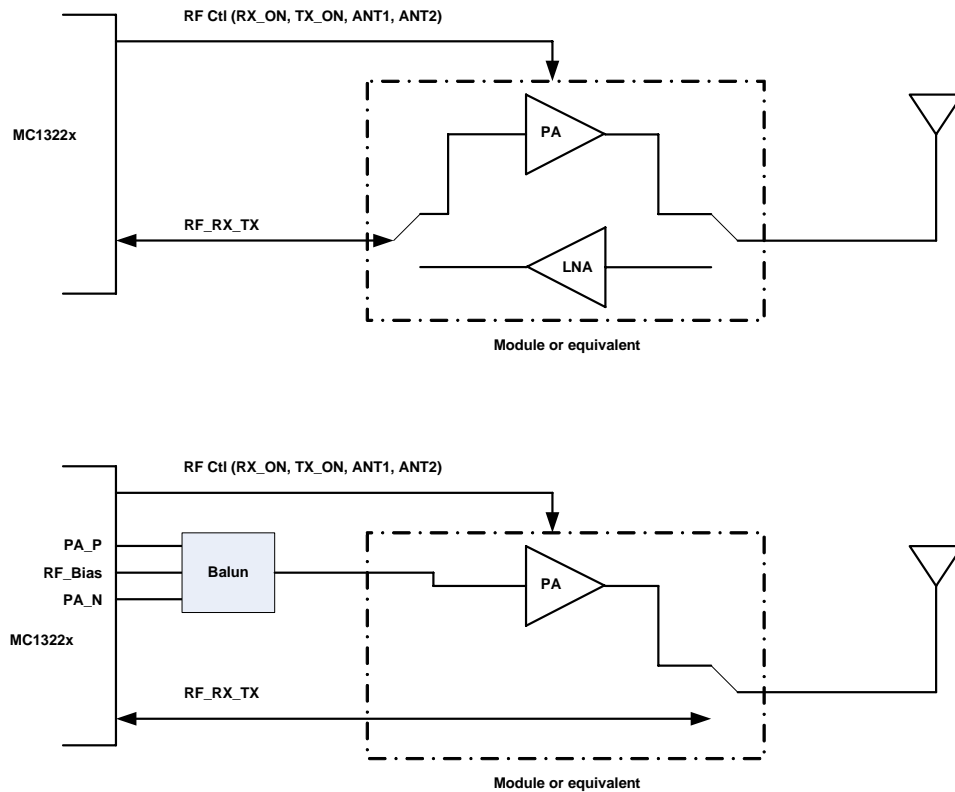 RF Ctl (RX_ON, TX_ON, ANT1, ANT2)
MC1322x
PA
RF_RX_TX
LNA
Module or equivalent
RF Ctl (RX_ON, TX_ON, ANT1, ANT2)
PA_P
RF_Bias
PA_N
Balun
PA
MC1322x
RF_RX_TX
Module or equivalent